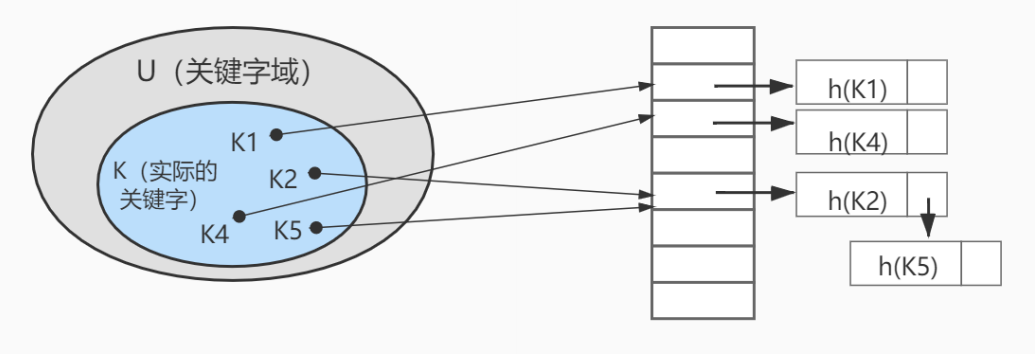 U（关键字域）
K1
K（实际的
关键字）
K2
K4
K5
h(K1)
h(K4)
h(K2)
h(K5)